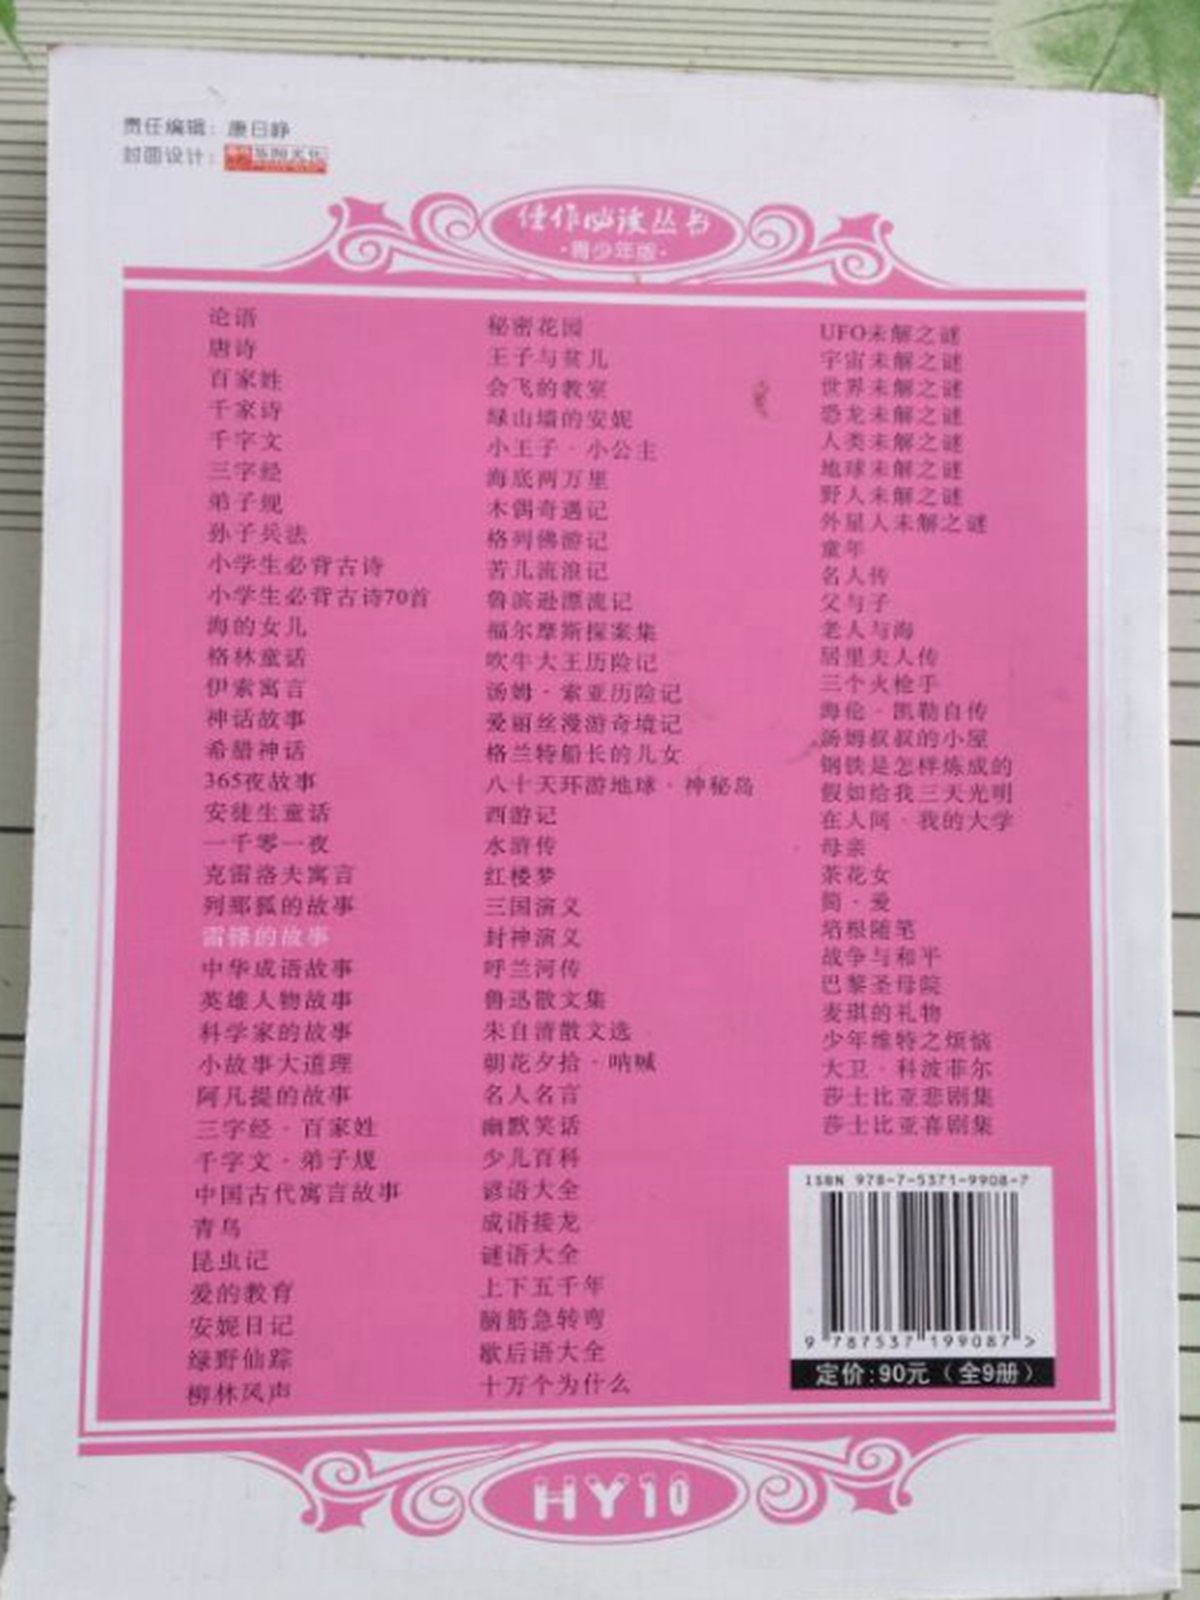 责任编辑：康日峥
封面设计：
佳作必读丛书
·青少年版·
论语
唐诗
百家姓
千家诗
千字文
三字经
弟子规
孙子兵法
小学生必背古诗
小学生必背古诗70首
海的女儿
格林童话
伊索寓言
神话故事
希腊神话
365夜故事
安徒生童话
一千零一夜
克雷洛夫寓言
列那狐的故事
雷锋的故事
中华成语故事
英雄人物故事
科学家的故事
小故事大道理
阿凡提的故事
三字经·百家姓
千字文·弟子规
中国古代寓言故事
青鸟
昆虫记
爱的教育
安妮日记
绿野仙踪
柳林风声
秘密花园
王子与贫儿
会飞的教室
绿山墙的安妮
小王子·小公主
海底两万里
木偶奇遇记
格列佛游记
苦儿流浪记
鲁滨逊漂流记
福尔摩斯探案集
吹牛大王历险记
汤姆·索亚历险记
爱丽丝漫游奇境记
格兰特船长的儿女
八十天环游地球·神秘岛
西游记
水浒传
红楼梦
三国演义
封神演义
呼兰河传
鲁迅散文集
朱自清散文选
朝花夕拾·呐喊
名人名言
幽默笑话
少儿百科
谚语大全
成语接龙
谜语大全
上下五千年
脑筋急转弯
歇后语大全
十万个为什么
UFO未解之谜
宇宙未解之谜
世界未解之谜
恐龙未解之谜
人类未解之谜
地球未解之谜
野人未解之谜
外星人未解之谜
童年
名人传
父与子
老人与海
居里夫人传
三个火枪手
海伦·凯勒自传
汤姆叔叔的小屋
钢铁是怎样炼成的
假如给我三天光明
在人间·我的大学
母亲
茶花女
简·爱
培根随笔
战争与和平
巴黎圣母院
麦琪的礼物
少年维特之烦恼
大卫·科波菲尔
莎士比亚悲剧集
莎士比亚喜剧集
ISBN 978-7-5371-9908-7
9 787537 199087 >
定价:90元（全9册）
HY10